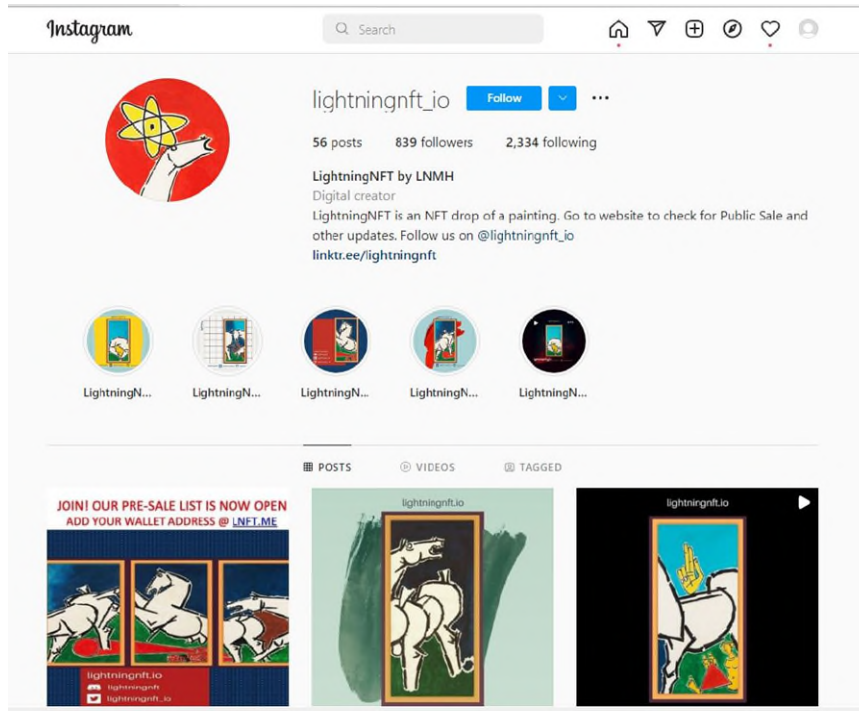 Instagram
Search
lightningnft_io Follow
56 posts 839 followers 2,334 following
LightningNFT by LNMH
Digital creator
LightningNFT is an NFT drop of a painting. Go to website to check for Public Sale and
other updates. Follow us on @lightningnft_io
linktr.ee/lightningnft
LightningN... LightningN... LightningN... LightningN... LightningN...
POSTS VIDEOS TAGGED
JOIN! OUR PRE-SALE LIST IS NOW OPEN
ADD YOUR WALLET ADDRESS @ LNFT.ME
lightningnft.io
lightningnft
lightningnft_io
lightningnft.io
lightningnft.io